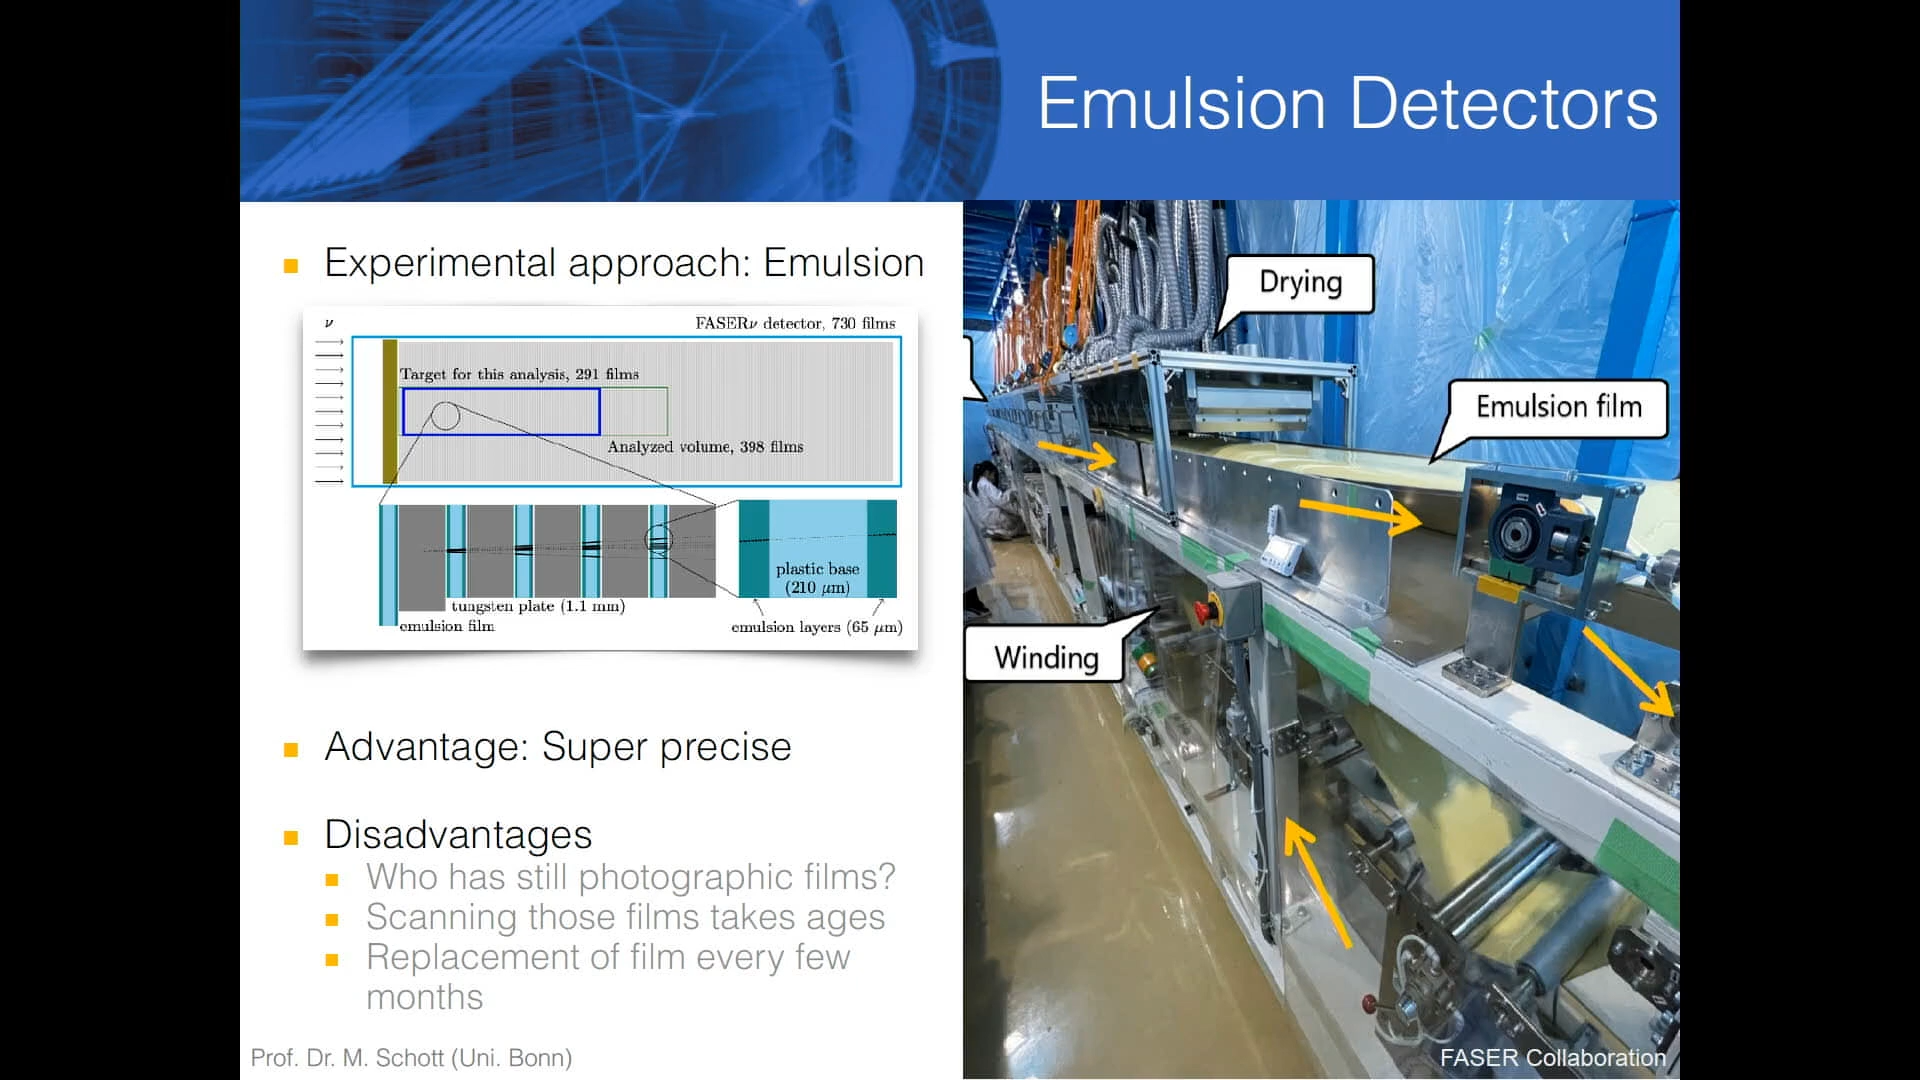 Emulsion Detectors
Experimental approach: Emulsion
ν
FASERν detector, 730 films
Target for this analysis, 291 films
Analyzed volume, 398 films
plastic base
(210 μm)
tungsten plate (1.1 mm)
emulsion film
emulsion layers (65 μm)
Advantage: Super precise
Disadvantages
Who has still photographic films?
Scanning those films takes ages
Replacement of film every few
months
Prof. Dr. M. Schott (Uni. Bonn)
Drying
Emulsion film
Winding
FASER Collaboration